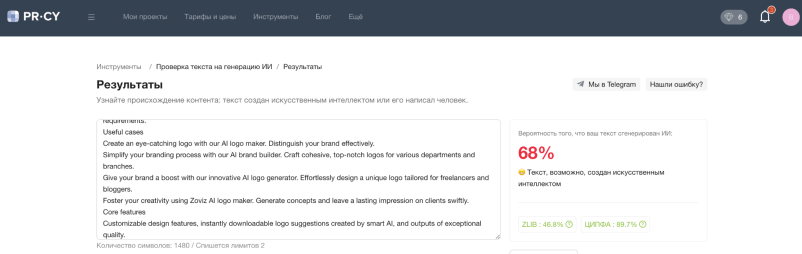 PR-CY
Мои проекты Тарифы и цены Инструменты Блог Ещё
6
Инструменты / Проверка текста на генерацию ИИ / Результаты
Результаты
Мы в Telegram Нашли ошибку?
Узнайте происхождение контента: текст создан искусственным интеллектом или его написал человек.
requirements.
Useful cases
Create an eye-catching logo with our AI logo maker. Distinguish your brand effectively.
Simplify your branding process with our AI brand builder. Craft cohesive, top-notch logos for various departments and
branches.
Give your brand a boost with our innovative AI logo generator. Effortlessly design a unique logo tailored for freelancers and
bloggers.
Foster your creativity using Zoviz AI logo maker. Generate concepts and leave a lasting impression on clients swiftly.
Core features
Customizable design features, instantly downloadable logo suggestions created by smart AI, and outputs of exceptional
quality.
Количество символов: 1480 / Спишется лимитов 2
Вероятность того, что ваш текст сгенерирован ИИ:
68%
Текст, возможно, создан искусственным
интеллектом
ZLIB : 46.8% ЦИПФА : 89.7%